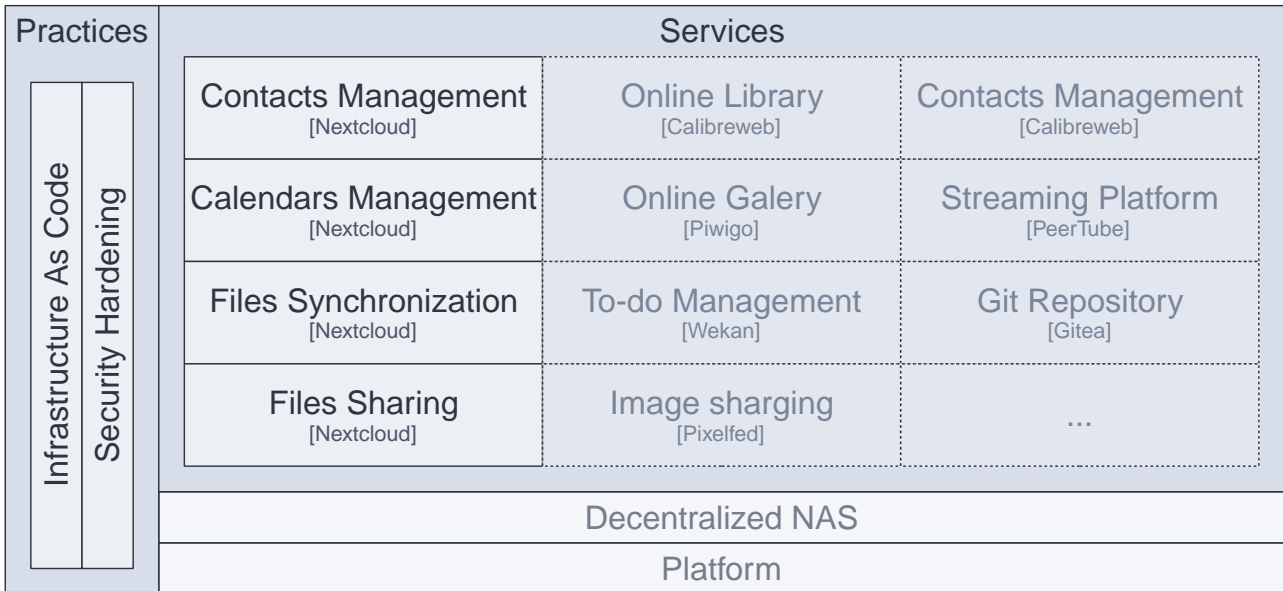 Practices
Infrastructure As Code
Security Hardening
Services
Contacts Management
[Nextcloud]
Online Library
[Calibreweb]
Contacts Management
[Calibreweb]
Calendars Management
[Nextcloud]
Online Galery
[Piwigo]
Streaming Platform
[PeerTube]
Files Synchronization
[Nextcloud]
To-do Management
[Wekan]
Git Repository
[Gitea]
Files Sharing
[Nextcloud]
Image sharging
[Pixelfed]
...
Decentralized NAS
Platform